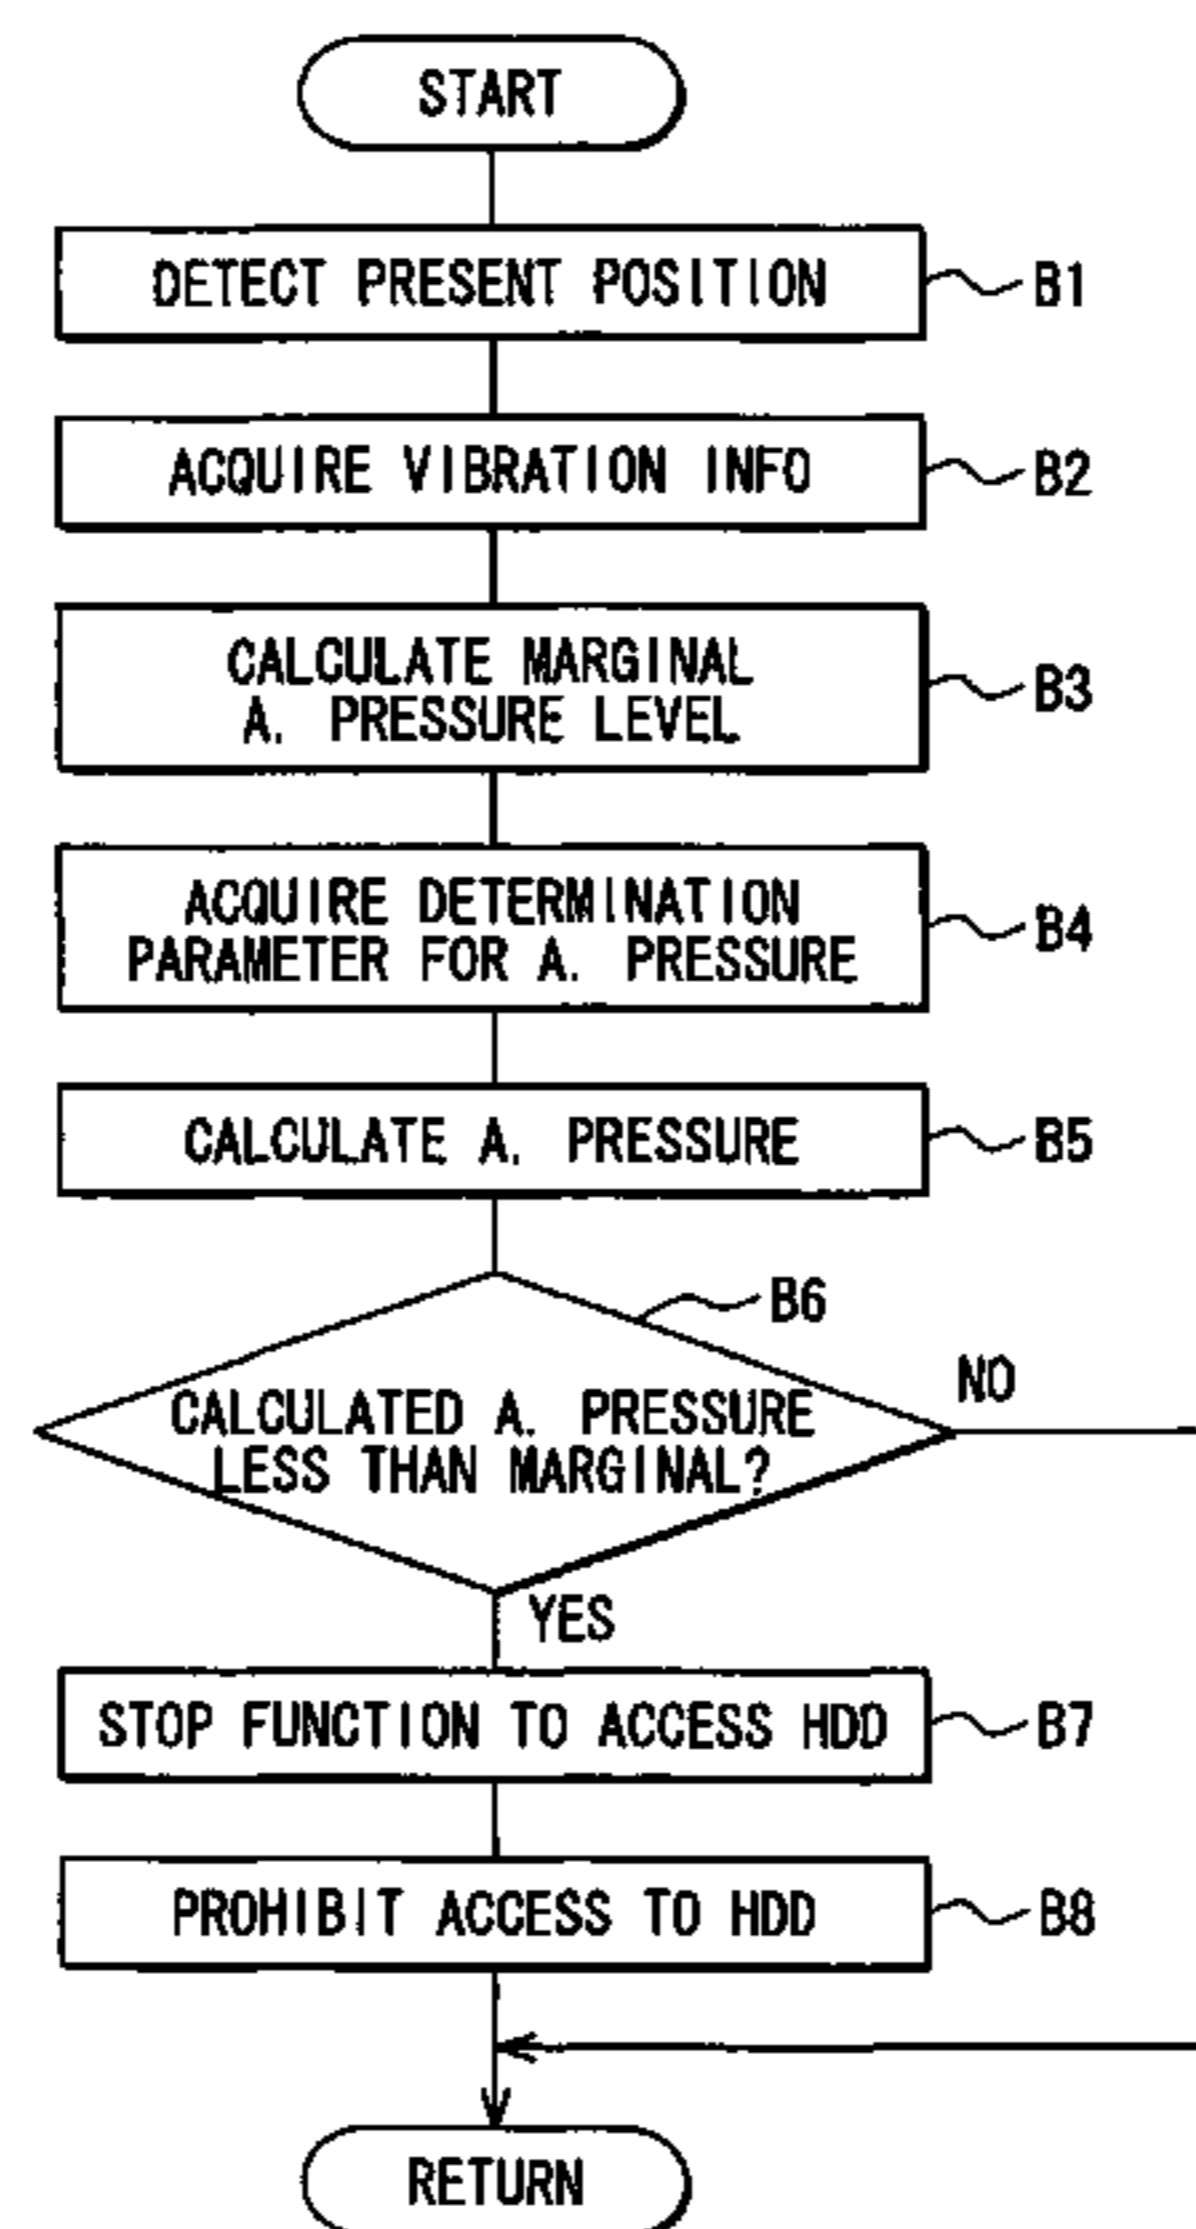 START
DETECT PRESENT POSITION
B1
ACQUIRE VIBRATION INFO
B2
CALCULATE MARGINAL
A. PRESSURE LEVEL
B3
ACQUIRE DETERMINATION
PARAMETER FOR A. PRESSURE
B4
CALCULATE A. PRESSURE
B5
B6
NO
CALCULATED A. PRESSURE
LESS THAN MARGINAL?
YES
STOP FUNCTION TO ACCESS HDD
B7
PROHIBIT ACCESS TO HDD
B8
RETURN